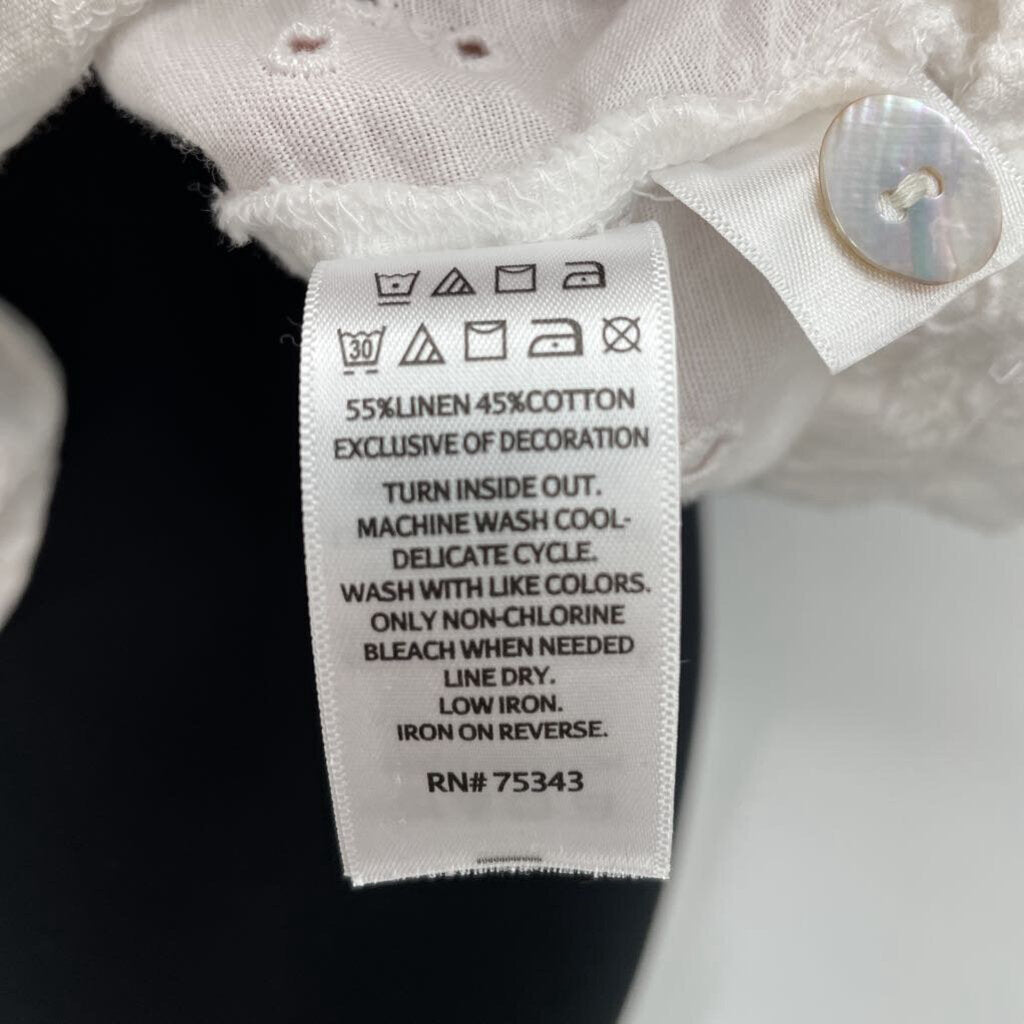 30
55%LINEN 45%COTTON
EXCLUSIVE OF DECORATION
TURN INSIDE OUT.
MACHINE WASH COOL-
DELICATE CYCLE.
WASH WITH LIKE COLORS.
ONLY NON-CHLORINE
BLEACH WHEN NEEDED
LINE DRY.
LOW IRON.
IRON ON REVERSE.
RN# 75343